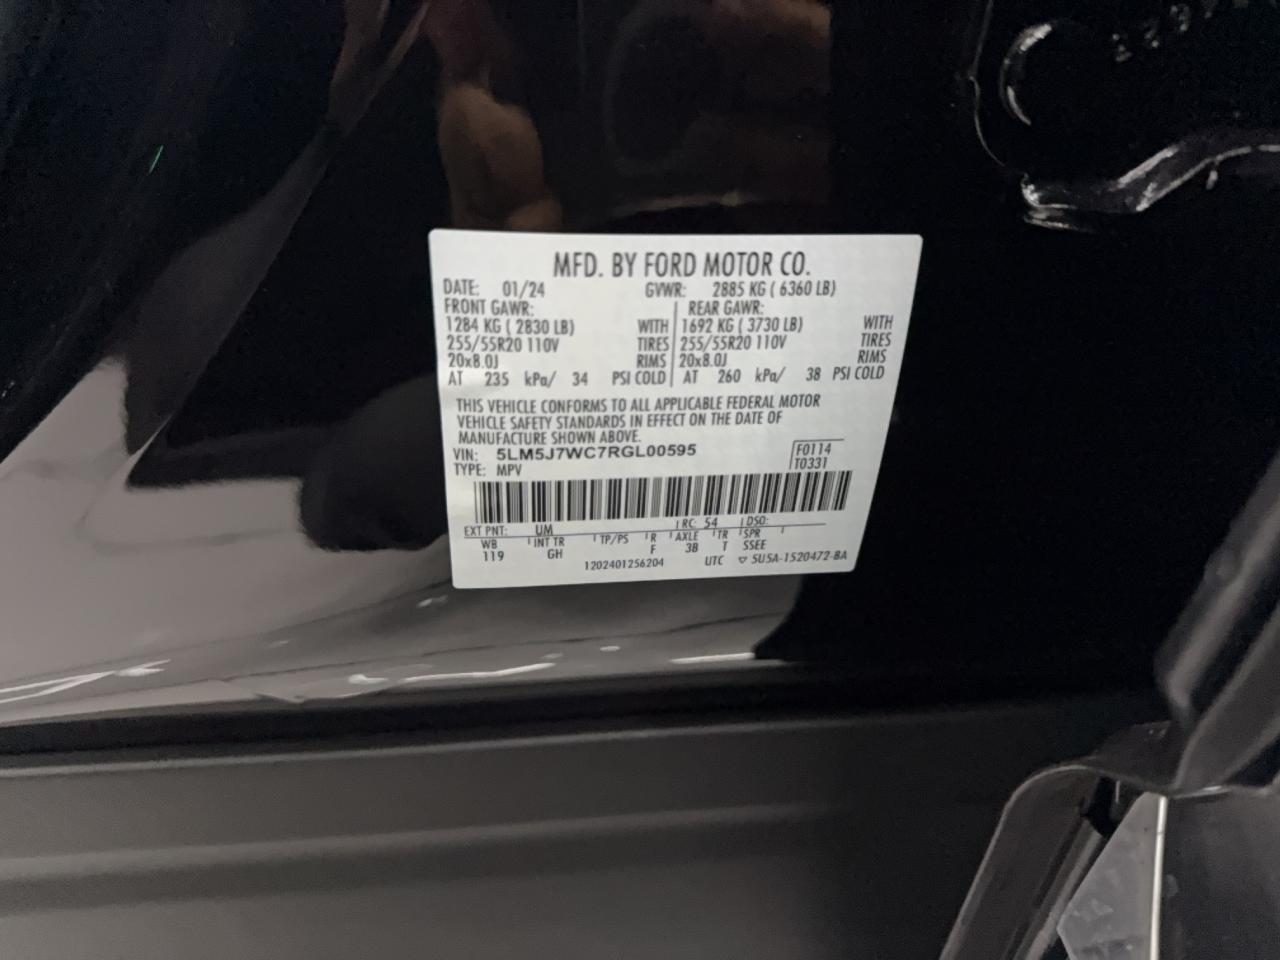 MFD. BY FORD MOTOR CO.
DATE: 01/24 GVWR: 2885 KG ( 6360 LB)
FRONT GAWR: REAR GAWR:
1284 KG ( 2830 LB) WITH 1692 KG ( 3730 LB) WITH
255/55R20 110V TIRES 255/55R20 110V TIRES
20x8.0J RIMS 20x8.0J RIMS
AT 235 kPa/ 34 PSI COLD AT 260 kPa/ 38 PSI COLD
THIS VEHICLE CONFORMS TO ALL APPLICABLE FEDERAL MOTOR
VEHICLE SAFETY STANDARDS IN EFFECT ON THE DATE OF
MANUFACTURE SHOWN ABOVE.
VIN: 5LM5J7WC7RGL00595 F0114
TYPE: MPV T0331
EXT PNT: UM RC: 54 DSO:
WB INT TR TP/PS R AXLE TR SPR
119 GH F 3B T SSEE
1202401256204 UTC ▽ 5U5A-1520472-BA